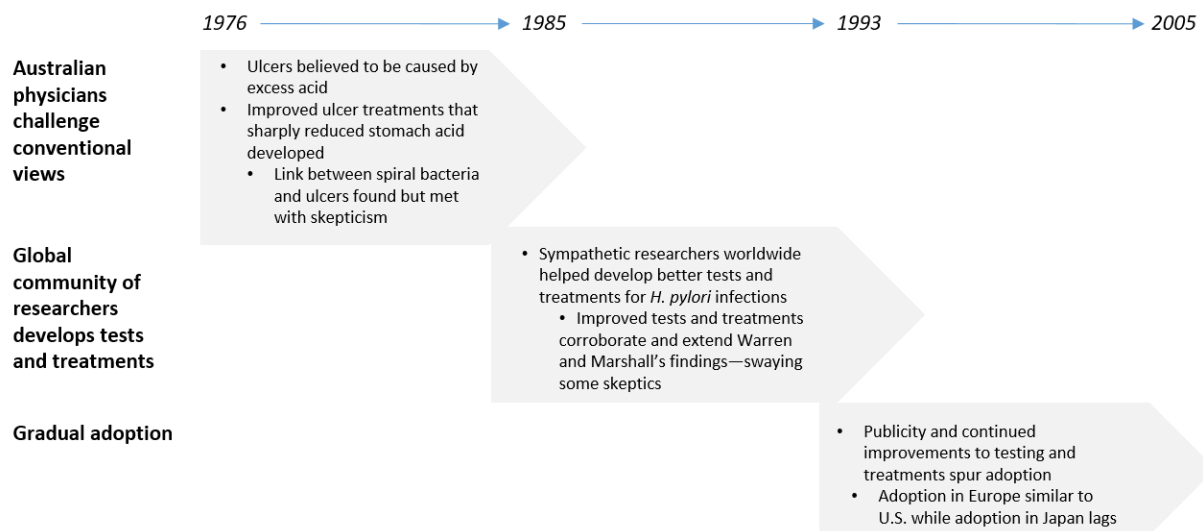 1976 1985 1993 2005
Australian
physicians
challenge
conventional
views
• Ulcers believed to be caused by
excess acid
• Improved ulcer treatments that
sharply reduced stomach acid
developed
• Link between spiral bacteria
and ulcers found but met
with skepticism
Global
community of
researchers
develops tests
and treatments
• Sympathetic researchers worldwide
helped develop better tests and
treatments for H. pylori infections
• Improved tests and treatments
corroborate and extend Warren
and Marshall’s findings—swaying
some skeptics
Gradual adoption
• Publicity and continued
improvements to testing and
treatments spur adoption
• Adoption in Europe similar to
U.S. while adoption in Japan lags